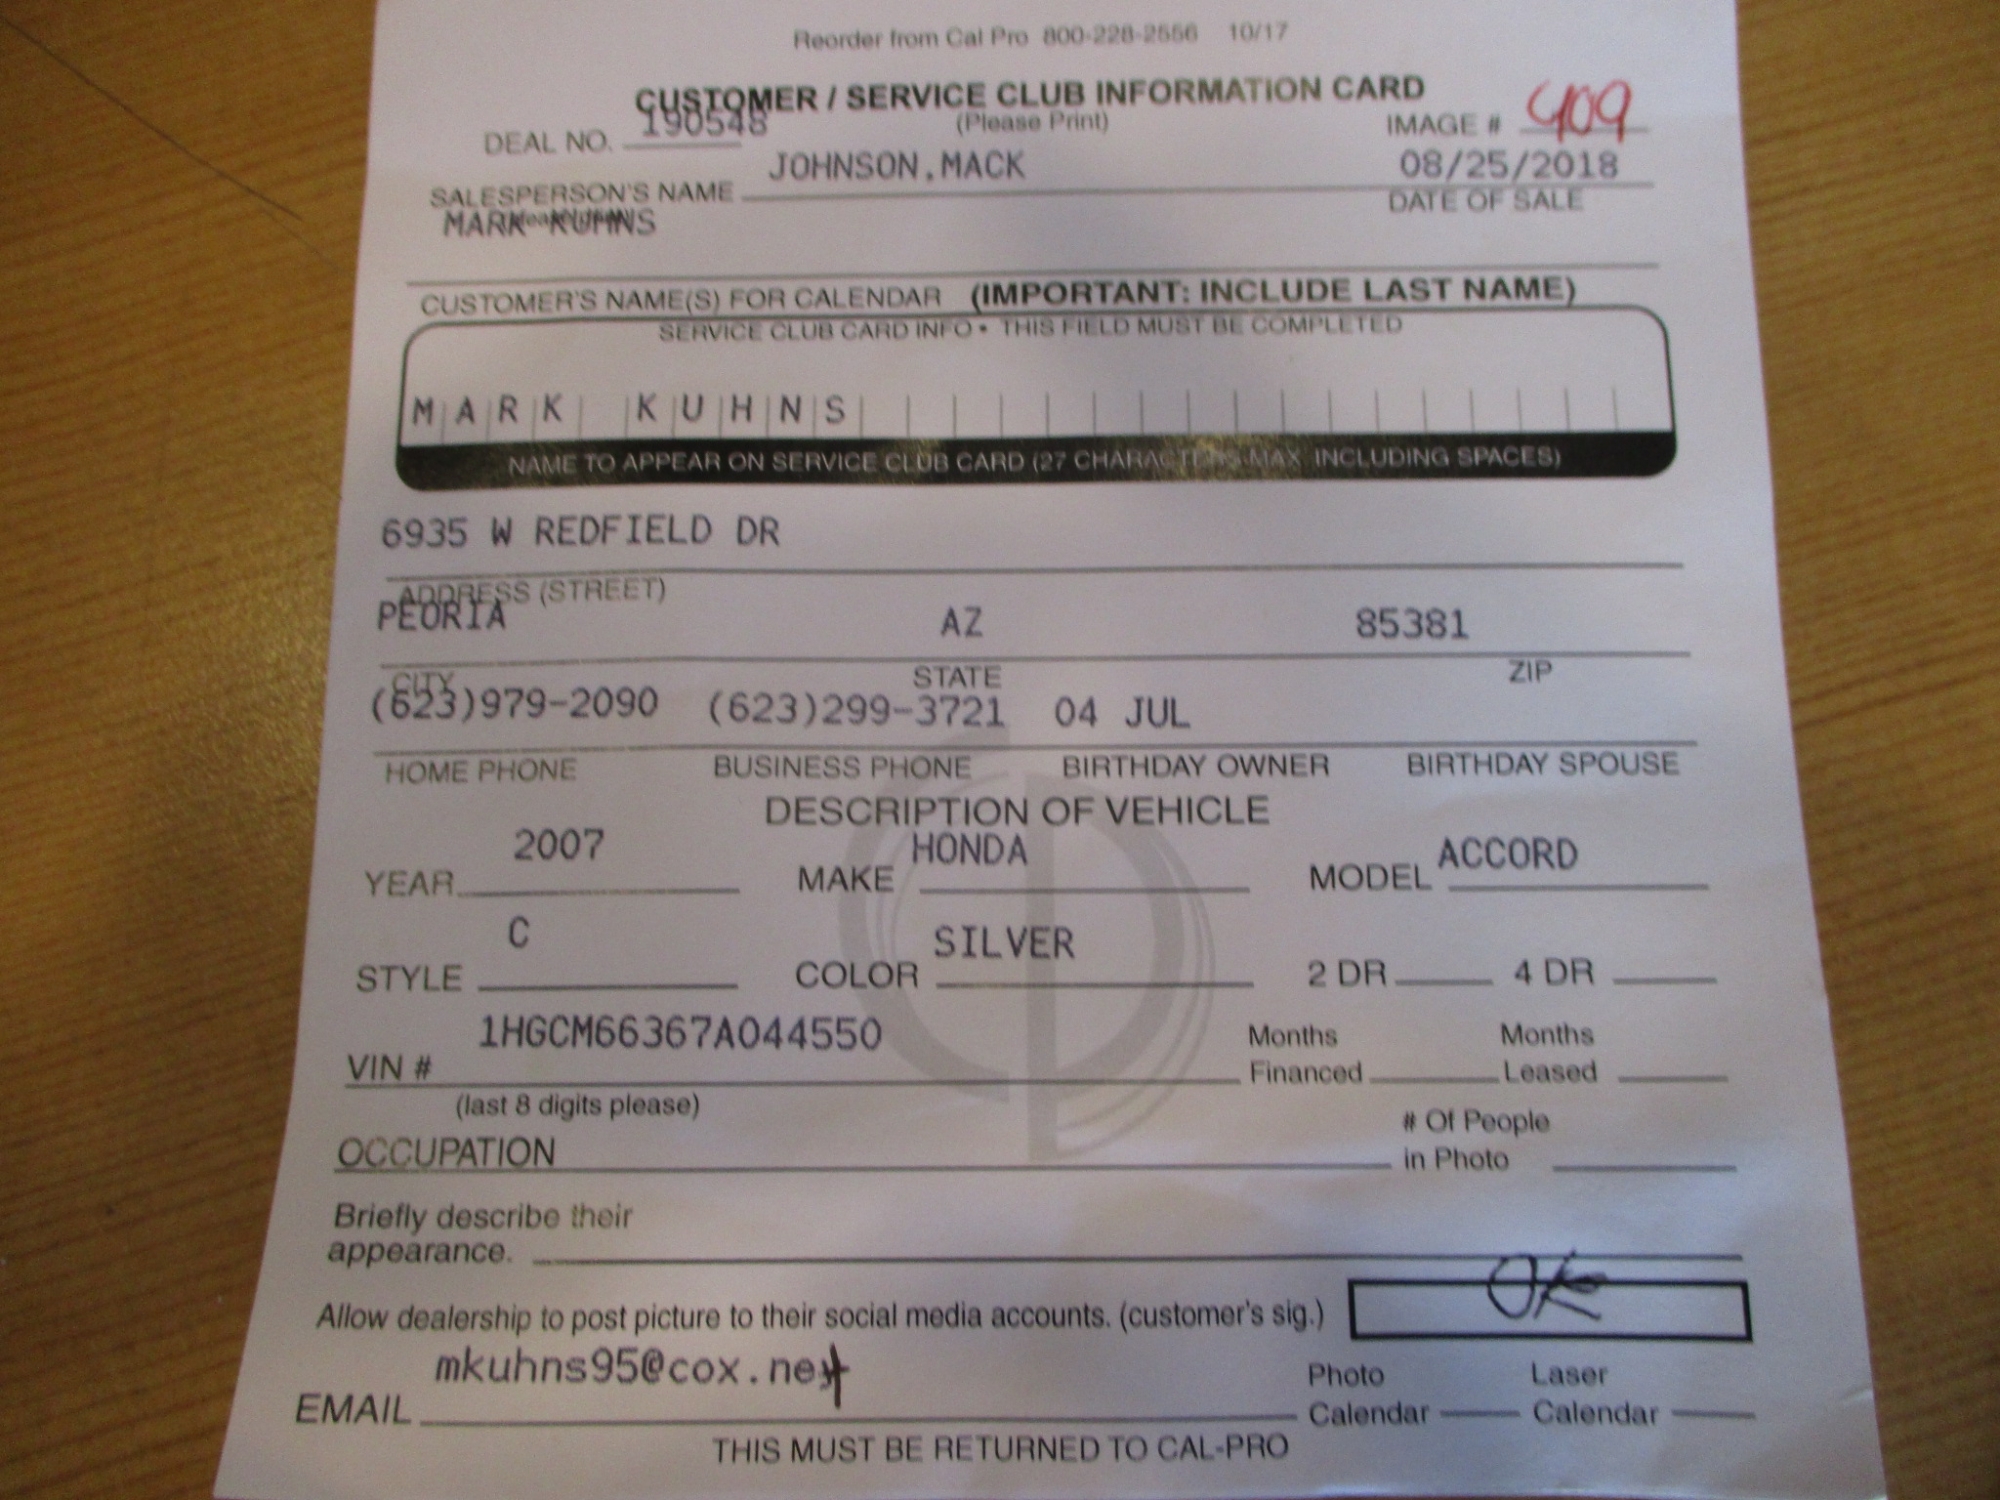 Reorder from Cal Pro 800-228-2556 10/17
CUSTOMER / SERVICE CLUB INFORMATION CARD
DEAL NO. 190548 (Please Print) IMAGE # 409
JOHNSON,MACK 08/25/2018
SALESPERSON'S NAME DATE OF SALE
MARK KUHNS
CUSTOMER'S NAME(S) FOR CALENDAR (IMPORTANT: INCLUDE LAST NAME)
SERVICE CLUB CARD INFO • THIS FIELD MUST BE COMPLETED
MARK KUHNS
NAME TO APPEAR ON SERVICE CLUB CARD (27 CHARACTERS MAX INCLUDING SPACES)
6935 W REDFIELD DR
ADDRESS (STREET)
PEORIA AZ 85381
CITY STATE ZIP
(623)979-2090 (623)299-3721 04 JUL
HOME PHONE BUSINESS PHONE BIRTHDAY OWNER BIRTHDAY SPOUSE
DESCRIPTION OF VEHICLE
YEAR 2007 MAKE HONDA MODEL ACCORD
STYLE C COLOR SILVER 2 DR 4 DR
VIN # 1HGCM66367A044550 Months Financed Months Leased
(last 8 digits please)
OCCUPATION # Of People in Photo
Briefly describe their
appearance.
Allow dealership to post picture to their social media accounts. (customer's sig.) OK
EMAIL mkuhns95@cox.net Photo Calendar Laser Calendar
THIS MUST BE RETURNED TO CAL-PRO